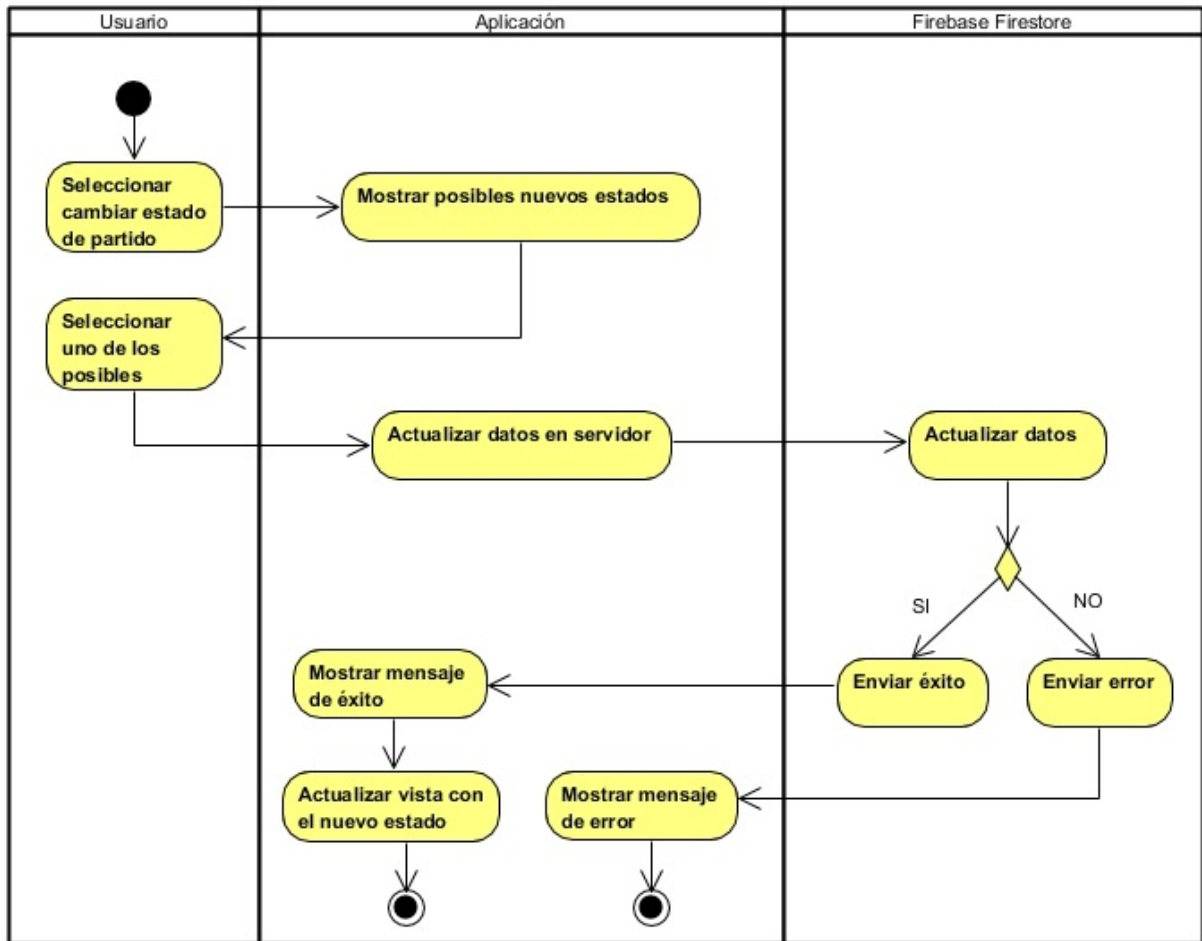 Usuario
Aplicación
Firebase Firestore
Seleccionar
cambiar estado
de partido
Mostrar posibles nuevos estados
Seleccionar
uno de los
posibles
Actualizar datos en servidor
Actualizar datos
SI
NO
Mostrar mensaje
de éxito
Enviar éxito
Enviar error
Actualizar vista con
el nuevo estado
Mostrar mensaje
de error